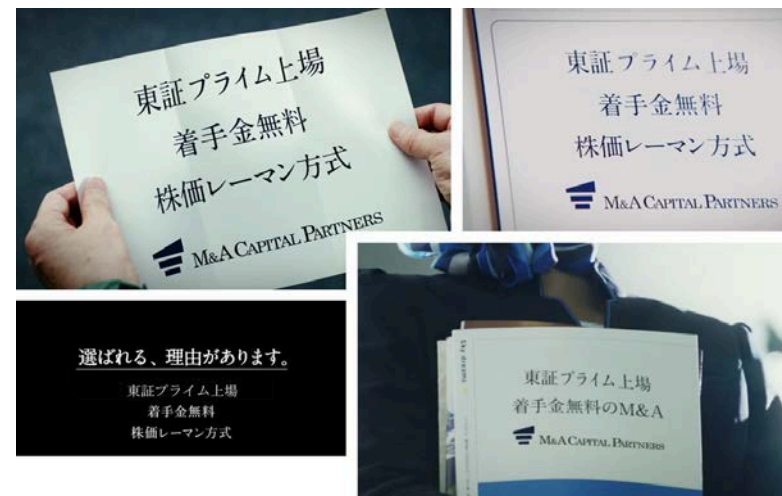 東証プライム上場
着手金無料
株価レーマン方式
M&A CAPITAL PARTNERS
東証プライム上場
着手金無料
株価レーマン方式
M&A CAPITAL PARTNERS
選ばれる、理由があります。
東証プライム上場
着手金無料
株価レーマン方式
Sky dreams
東証プライム上場
着手金無料のM&A
M&A CAPITAL PARTNERS